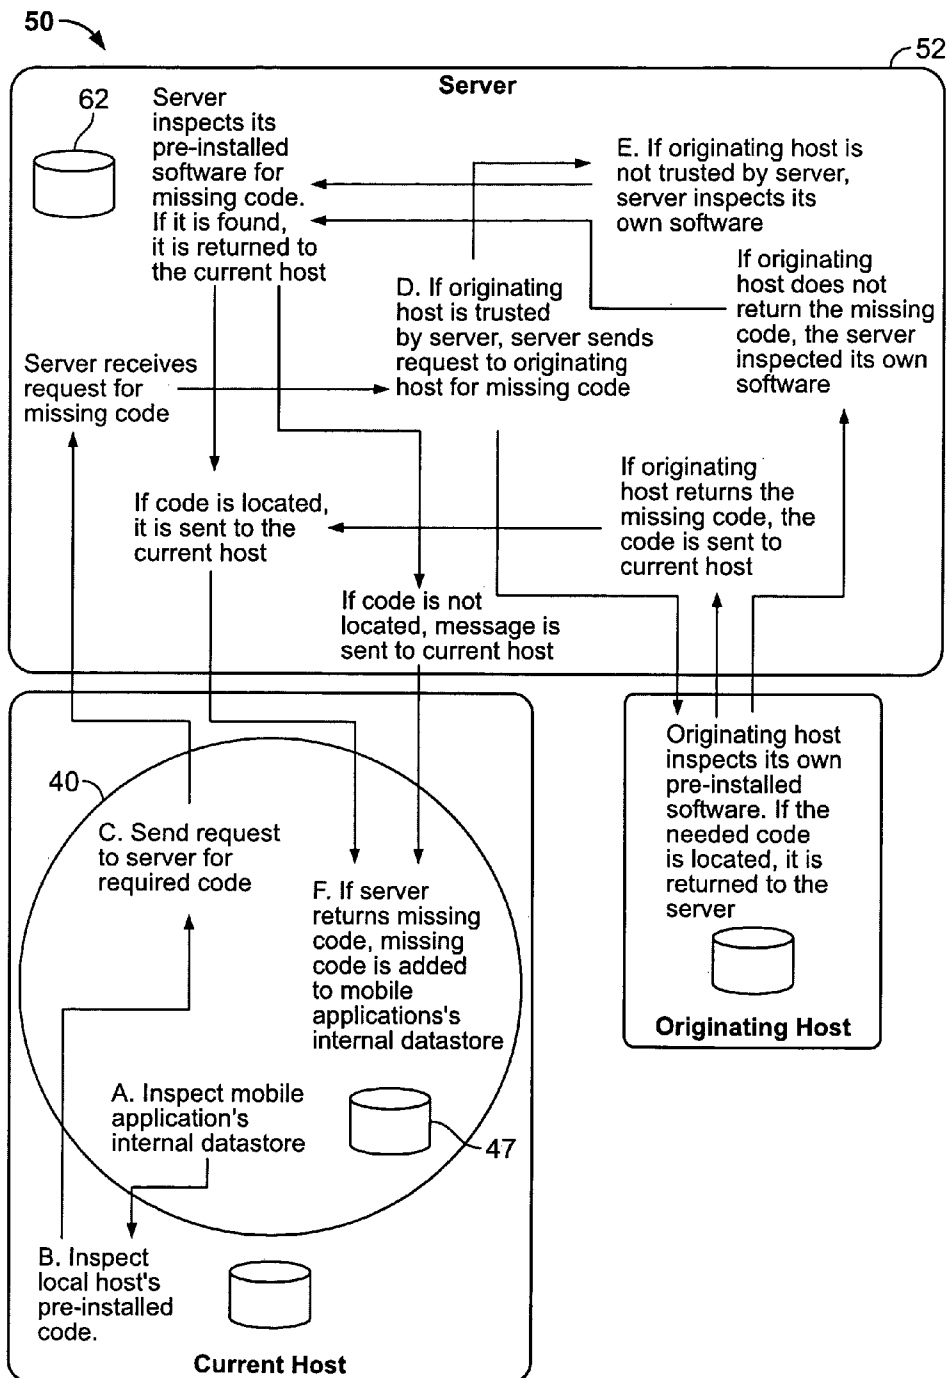 50
52
Server
62
Server
inspects its
pre-installed
software for
missing code.
If it is found,
it is returned to
the current host
E. If originating host is
not trusted by server,
server inspects its
own software
If originating
host does not
return the missing
code, the server
inspected its own
software
D. If originating
host is trusted
by server, server sends
request to originating
host for missing code
Server receives
request for
missing code
If originating
host returns the
missing code, the
code is sent to
current host
If code is located,
it is sent to the
current host
If code is not
located, message is
sent to current host
Originating host
inspects its own
pre-installed
software. If the
needed code
is located, it is
returned to the
server
Originating Host
40
C. Send request
to server for
required code
F. If server
returns missing
code, missing
code is added
to mobile
applications's
internal datastore
A. Inspect mobile
application's
internal datastore
47
B. Inspect
local host's
pre-installed
code.
Current Host